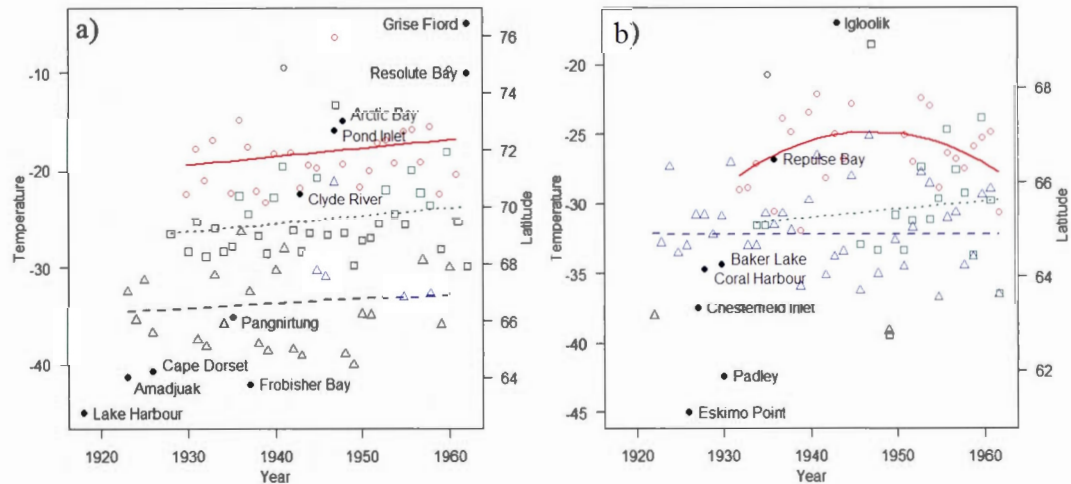 a)
Grise Fiord
Resolute Bay
Arctic Bay
Pond Inlet
Clyde River
Pangnirtung
Cape Dorset
Amadjuak
Frobisher Bay
Lake Harbour
-10
-20
-30
-40
Temperature
76
74
72
70
68
66
64
Latitude
1920 1930 1940 1950 1960
Year
b)
Igloolik
Repulse Bay
Baker Lake
Coral Harbour
Chesterfield Inlet
Padley
Eskimo Point
-20
-25
-30
-35
-40
-45
Temperature
68
66
64
62
Latitude
1920 1930 1940 1950 1960
Year